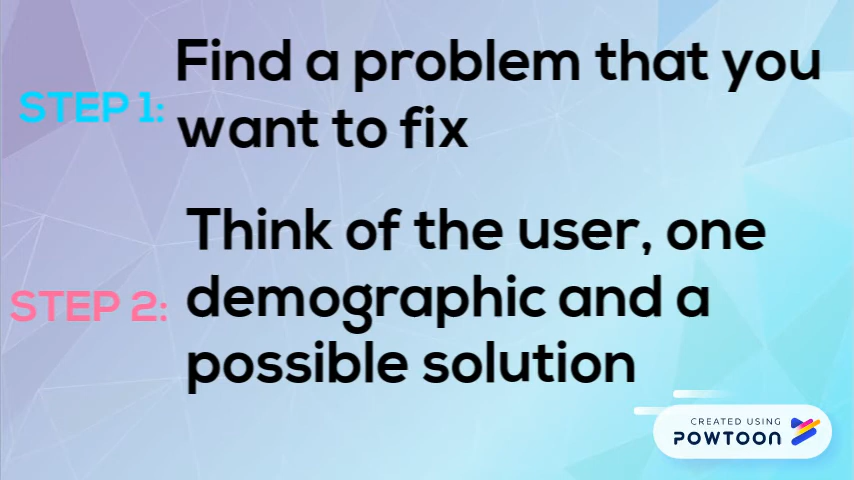 STEP 1:
Find a problem that you
want to fix
STEP 2:
Think of the user, one
demographic and a
possible solution
CREATED USING
POWTOON